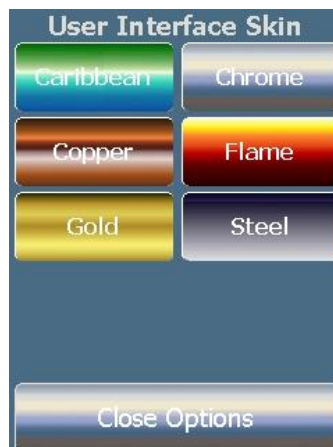 User Interface Skin
Caribbean
Chrome
Copper
Flame
Gold
Steel
Close Options